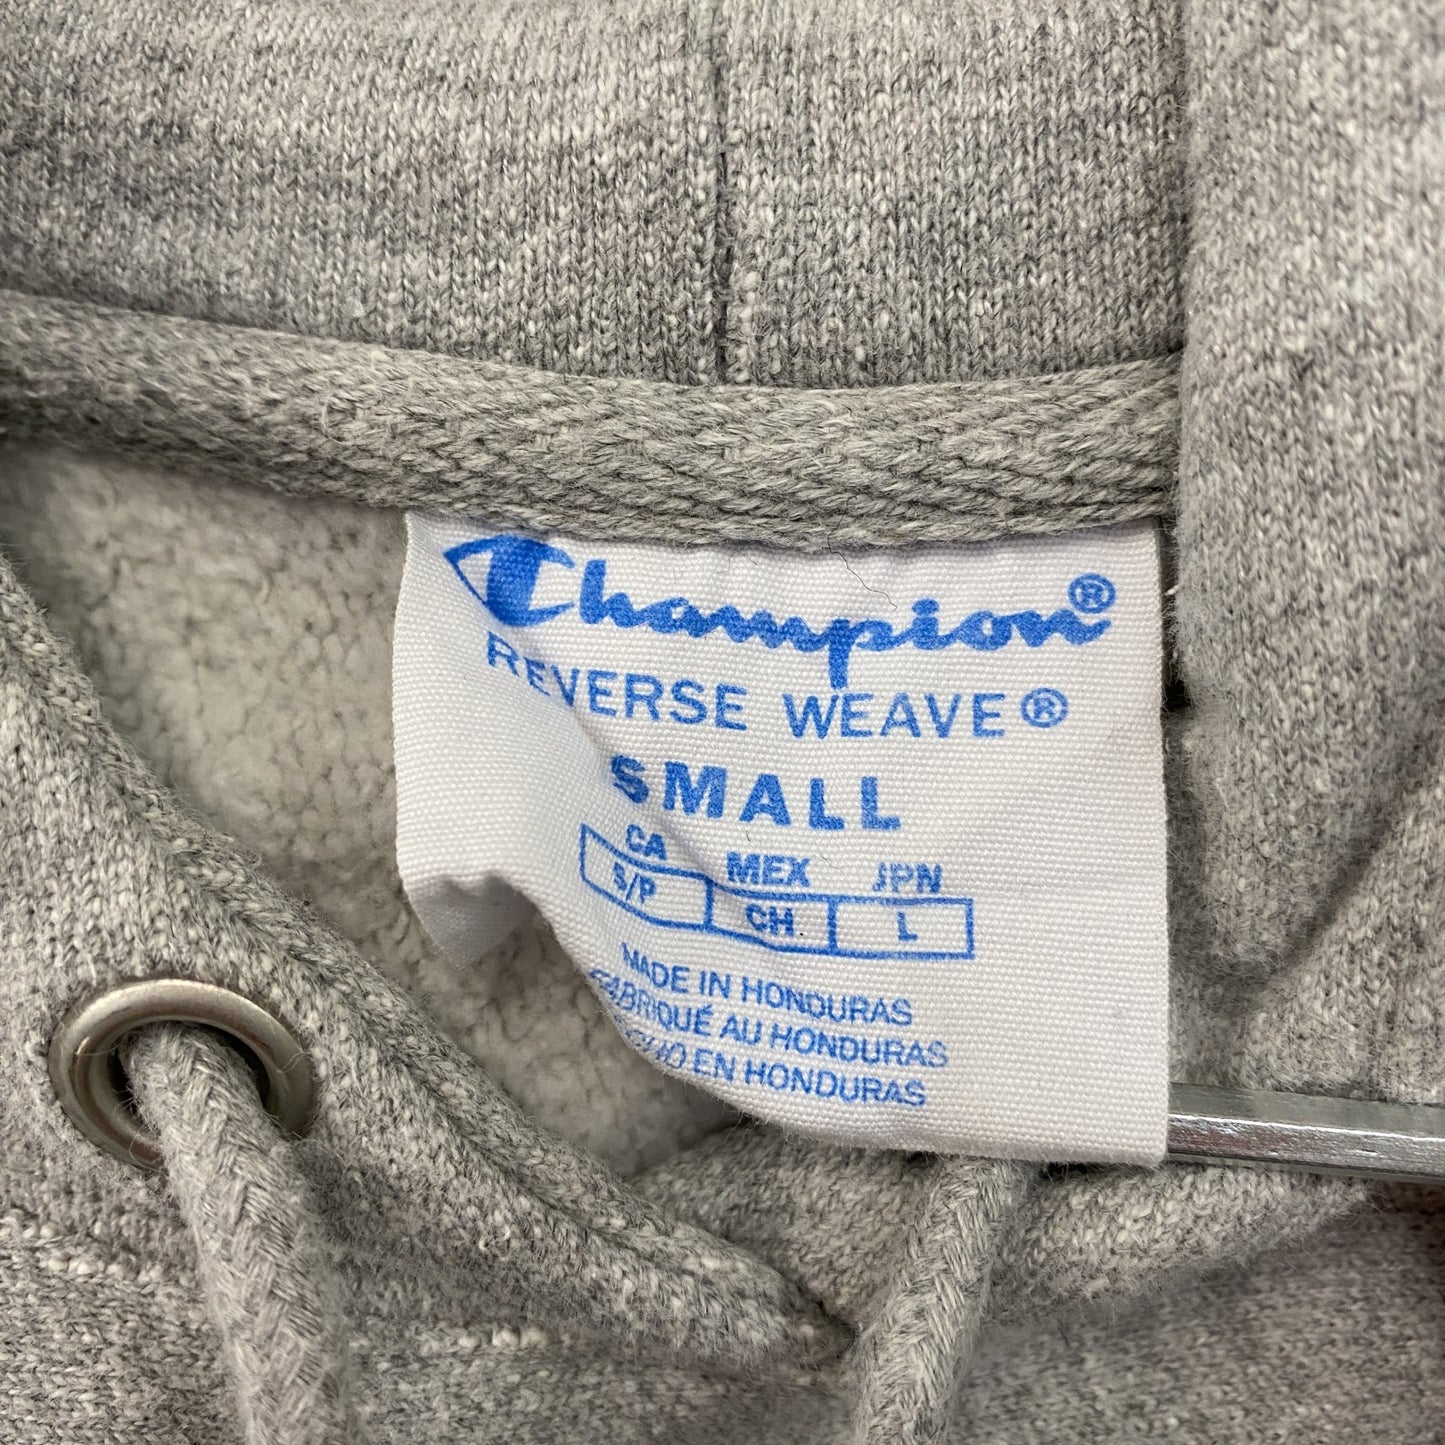 Champion®
REVERSE WEAVE®
SMALL
CA MEX JPN
S/P CH L
MADE IN HONDURAS
FABRIQUÉ AU HONDURAS
EN HONDURAS